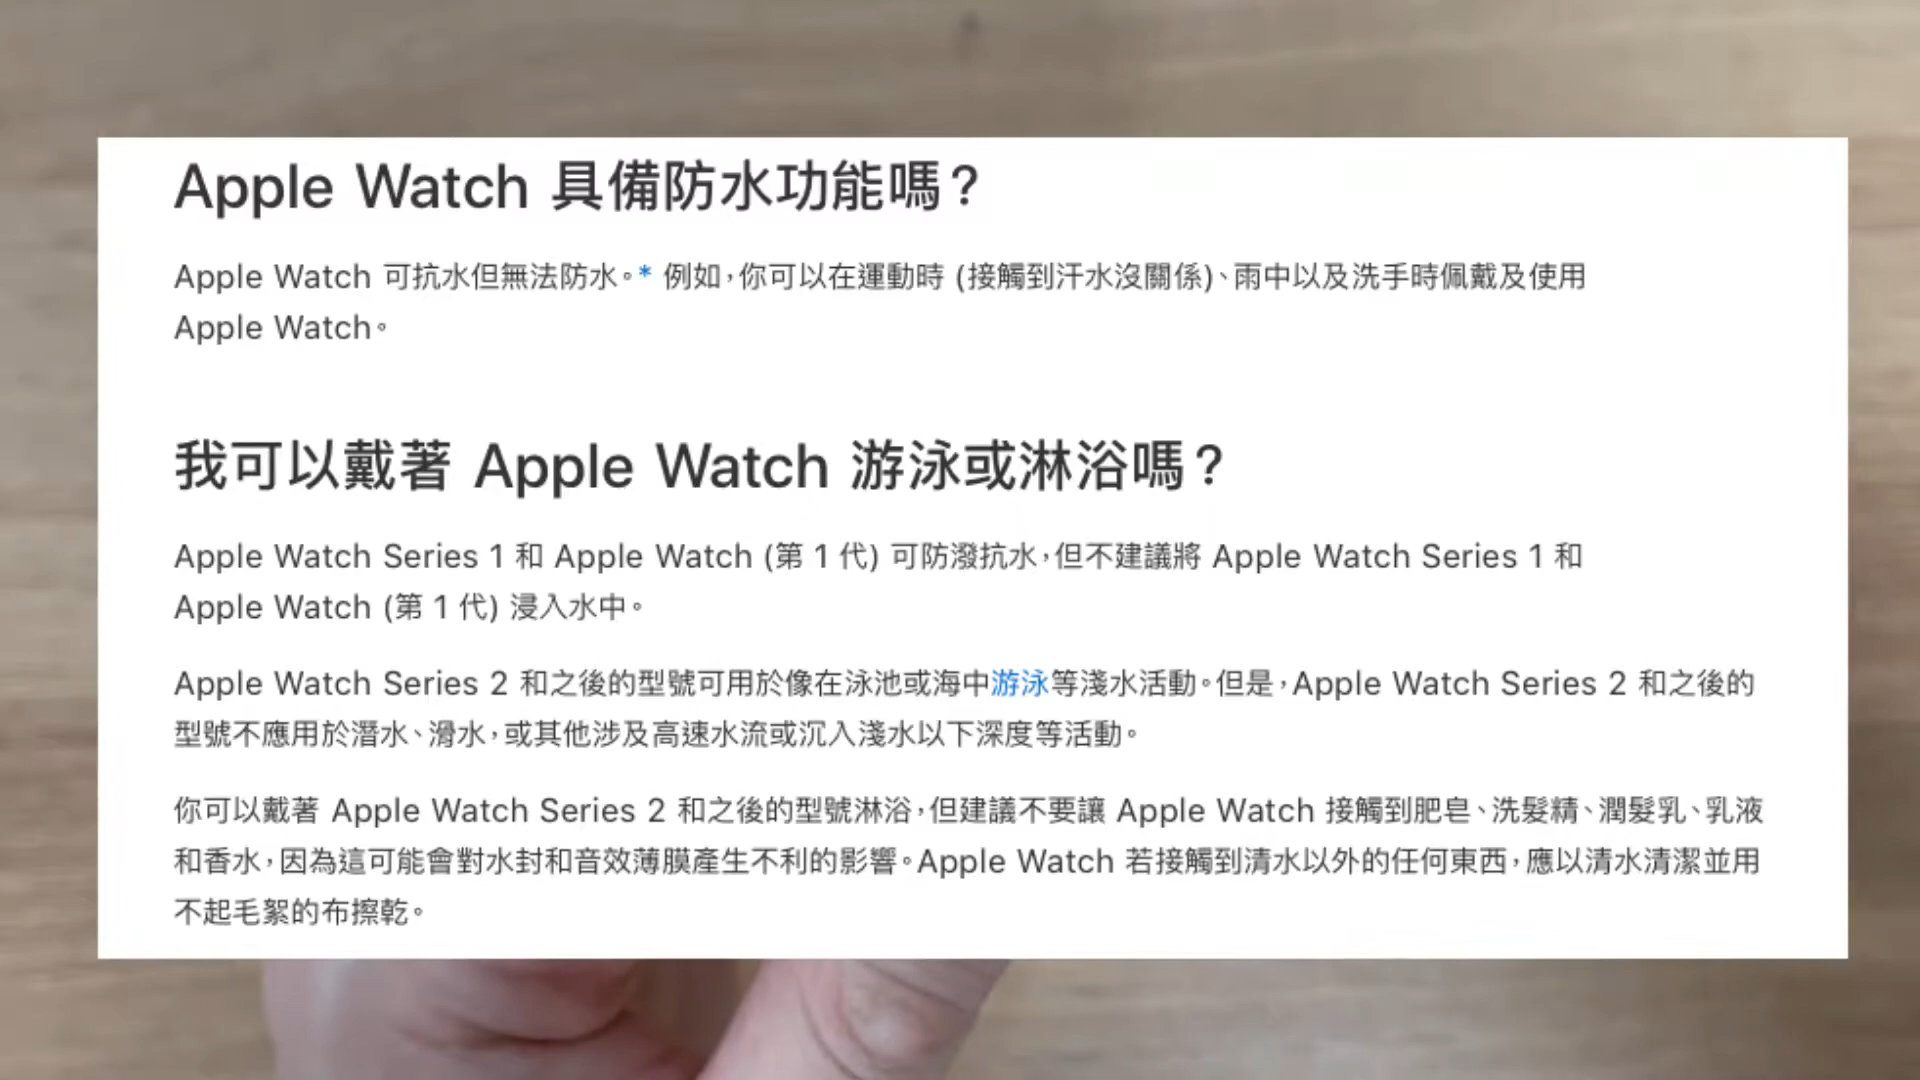 Apple Watch 具備防水功能嗎？
Apple Watch 可抗水但無法防水。* 例如，你可以在運動時 (接觸到汗水沒關係)、雨中以及洗手時佩戴及使用
Apple Watch。
我可以戴著 Apple Watch 游泳或淋浴嗎？
Apple Watch Series 1 和 Apple Watch (第 1 代) 可防潑抗水，但不建議將 Apple Watch Series 1 和
Apple Watch (第 1 代) 浸入水中。
Apple Watch Series 2 和之後的型號可用於像在泳池或海中游泳等淺水活動。但是，Apple Watch Series 2 和之後的
型號不應用於潛水、滑水，或其他涉及高速水流或沉入淺水以下深度等活動。
你可以戴著 Apple Watch Series 2 和之後的型號淋浴，但建議不要讓 Apple Watch 接觸到肥皂、洗髮精、潤髮乳、乳液
和香水，因為這可能會對水封和音效薄膜產生不利的影響。Apple Watch 若接觸到清水以外的任何東西，應以清水清潔並用
不起毛絮的布擦乾。